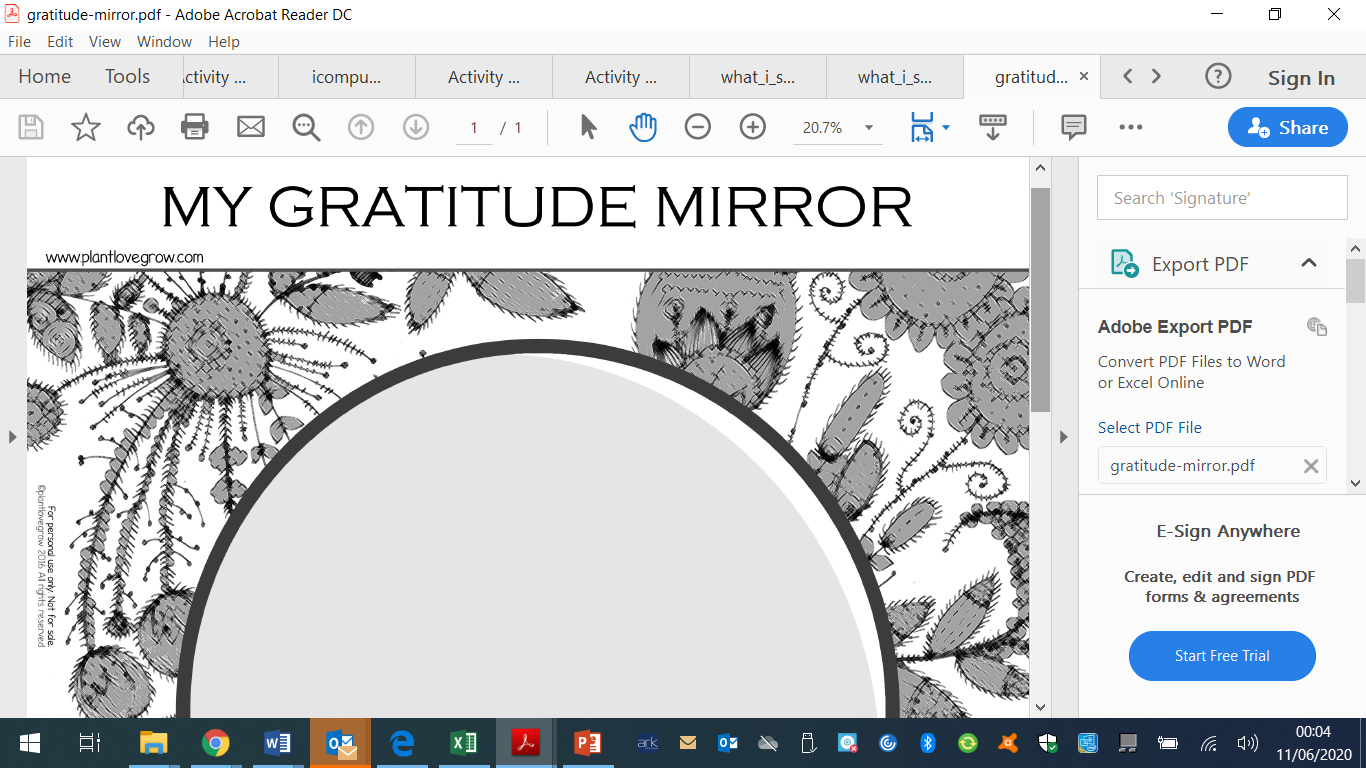 gratitude-mirror.pdf - Adobe Acrobat Reader DC
File Edit View Window Help
Home Tools ctivity ... icompu... Activity ... Activity ... what_i_s... what_i_s... gratitud... Sign In
1 / 1 20.7% Share
MY GRATITUDE MIRROR
www.plantlovegrow.com
For personal use only. Not for sale.
©plantlovegrow 2016 All rights reserved
Search 'Signature'
Export PDF
Adobe Export PDF
Convert PDF Files to Word
or Excel Online
Select PDF File
gratitude-mirror.pdf
E-Sign Anywhere
Create, edit and sign PDF
forms & agreements
Start Free Trial
ark
00:04
11/06/2020